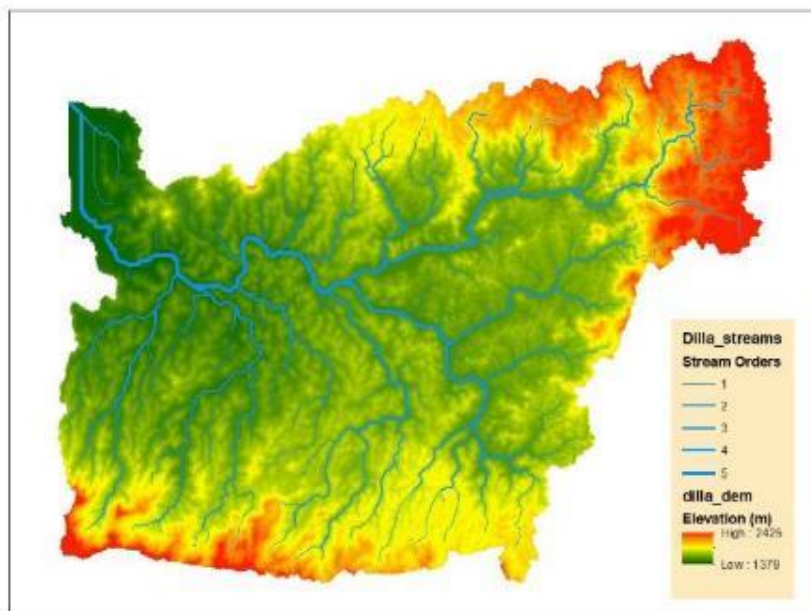 Dilla_streams
Stream Orders
1
2
3
4
5
dilla_dem
Elevation (m)
High : 2425
Low : 1379